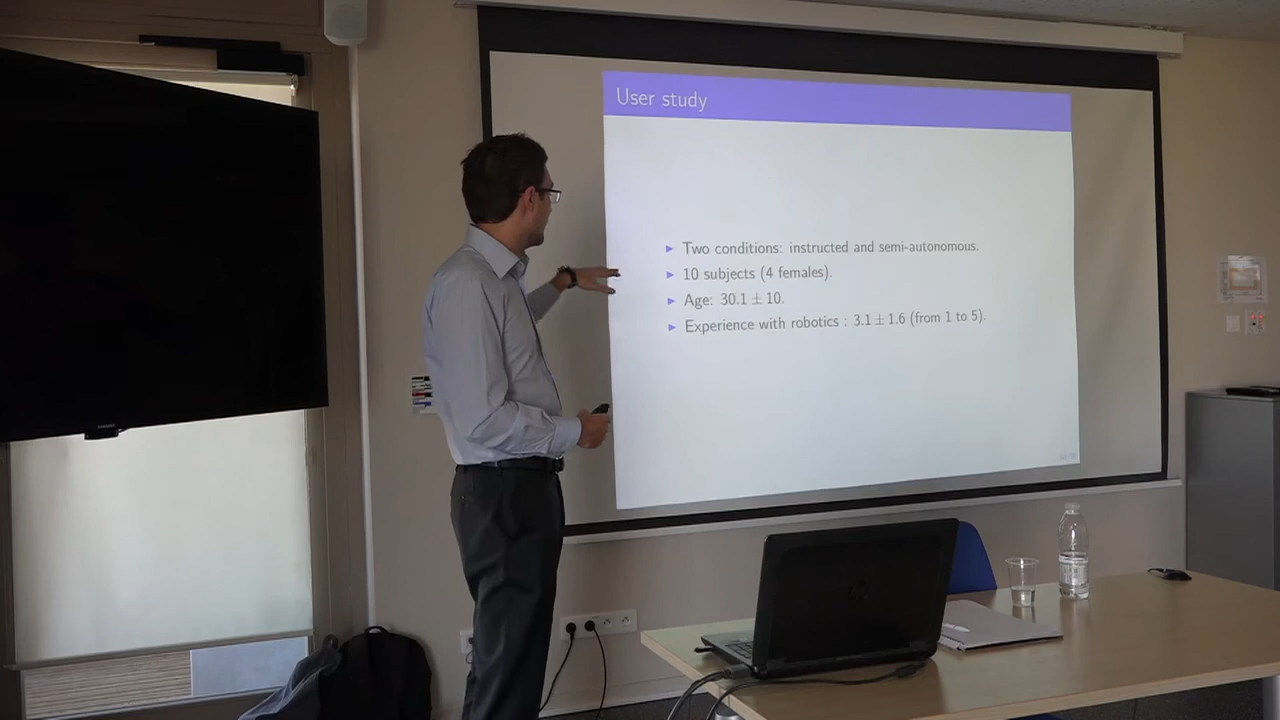 User study
▶ Two conditions: instructed and semi-autonomous.
▶ 10 subjects (4 females).
▶ Age: 30.1 ± 10.
▶ Experience with robotics : 3.1 ± 1.6 (from 1 to 5).